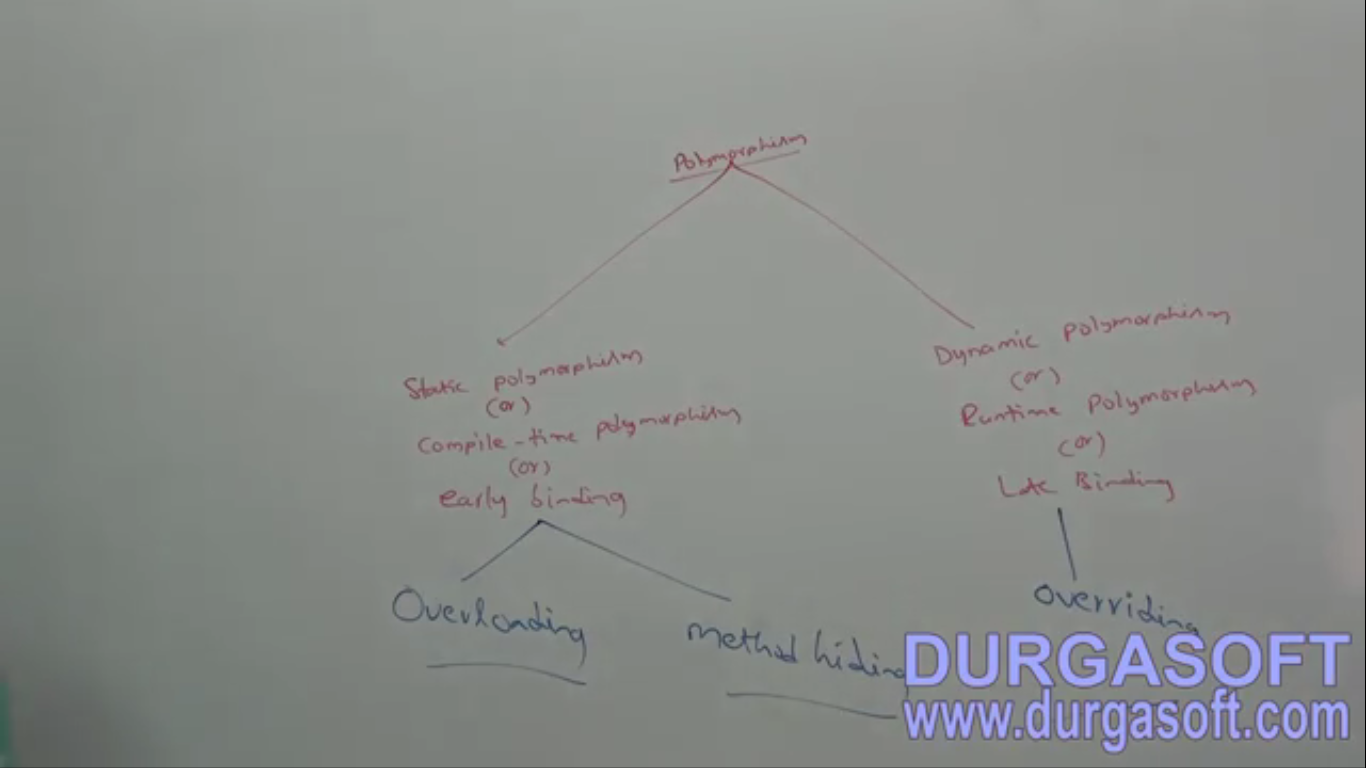 Polymorphism
Static polymorphism
(or)
Compile-time polymorphism
(or)
early binding
Overloading
Method hiding
Dynamic polymorphism
(or)
Runtime Polymorphism
(or)
Late Binding
overriding
DURGASOFT
www.durgasoft.com